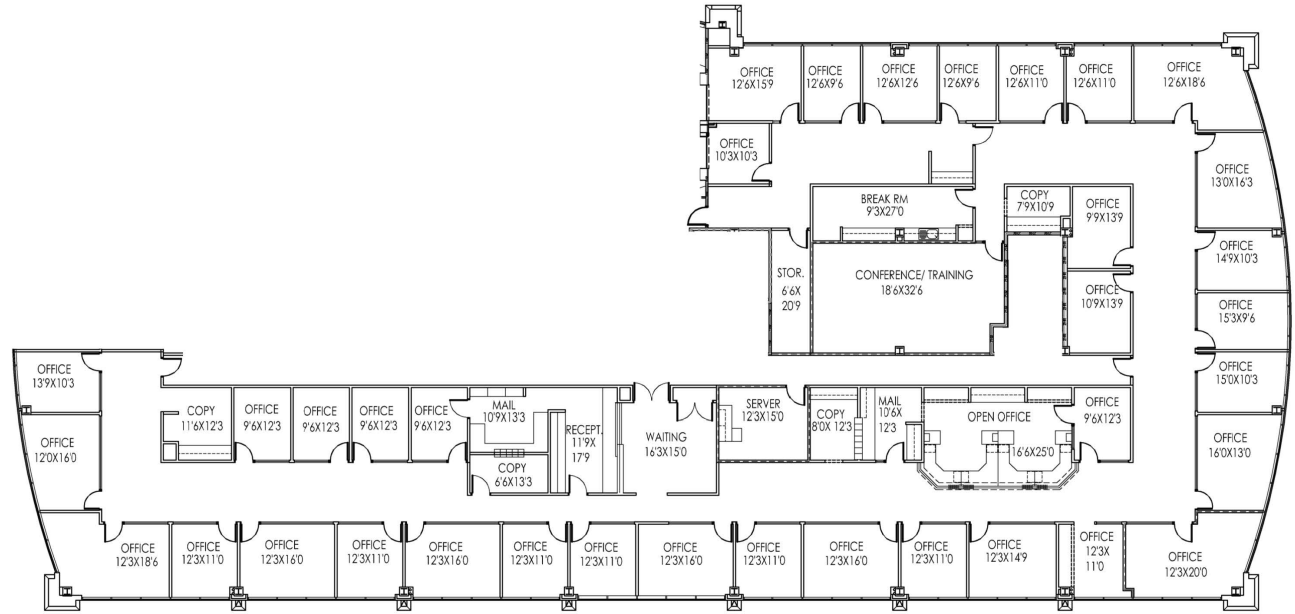 OFFICE
12'6X15'9
OFFICE
12'6X9'6
OFFICE
12'6X12'6
OFFICE
12'6X9'6
OFFICE
12'6X11'0
OFFICE
12'6X11'0
OFFICE
12'6X18'6
OFFICE
10'3X10'3
OFFICE
13'0X16'3
BREAK RM
9'3X27'0
COPY
7'9X10'9
OFFICE
9'9X13'9
OFFICE
14'9X10'3
STOR.
6'6X
20'9
CONFERENCE/ TRAINING
18'6X32'6
OFFICE
10'9X13'9
OFFICE
15'3X9'6
OFFICE
15'0X10'3
OFFICE
13'9X10'3
COPY
11'6X12'3
OFFICE
9'6X12'3
OFFICE
9'6X12'3
OFFICE
9'6X12'3
OFFICE
9'6X12'3
MAIL
10'9X13'3
RECEPT.
11'9X
17'9
WAITING
16'3X15'0
SERVER
12'3X15'0
COPY
8'0X 12'3
MAIL
10'6X
12'3
OPEN OFFICE
16'6X25'0
OFFICE
9'6X12'3
OFFICE
16'0X13'0
OFFICE
12'0X16'0
COPY
6'6X13'3
OFFICE
12'3X18'6
OFFICE
12'3X11'0
OFFICE
12'3X16'0
OFFICE
12'3X11'0
OFFICE
12'3X16'0
OFFICE
12'3X11'0
OFFICE
12'3X11'0
OFFICE
12'3X16'0
OFFICE
12'3X11'0
OFFICE
12'3X16'0
OFFICE
12'3X11'0
OFFICE
12'3X14'9
OFFICE
12'3X
11'0
OFFICE
12'3X20'0